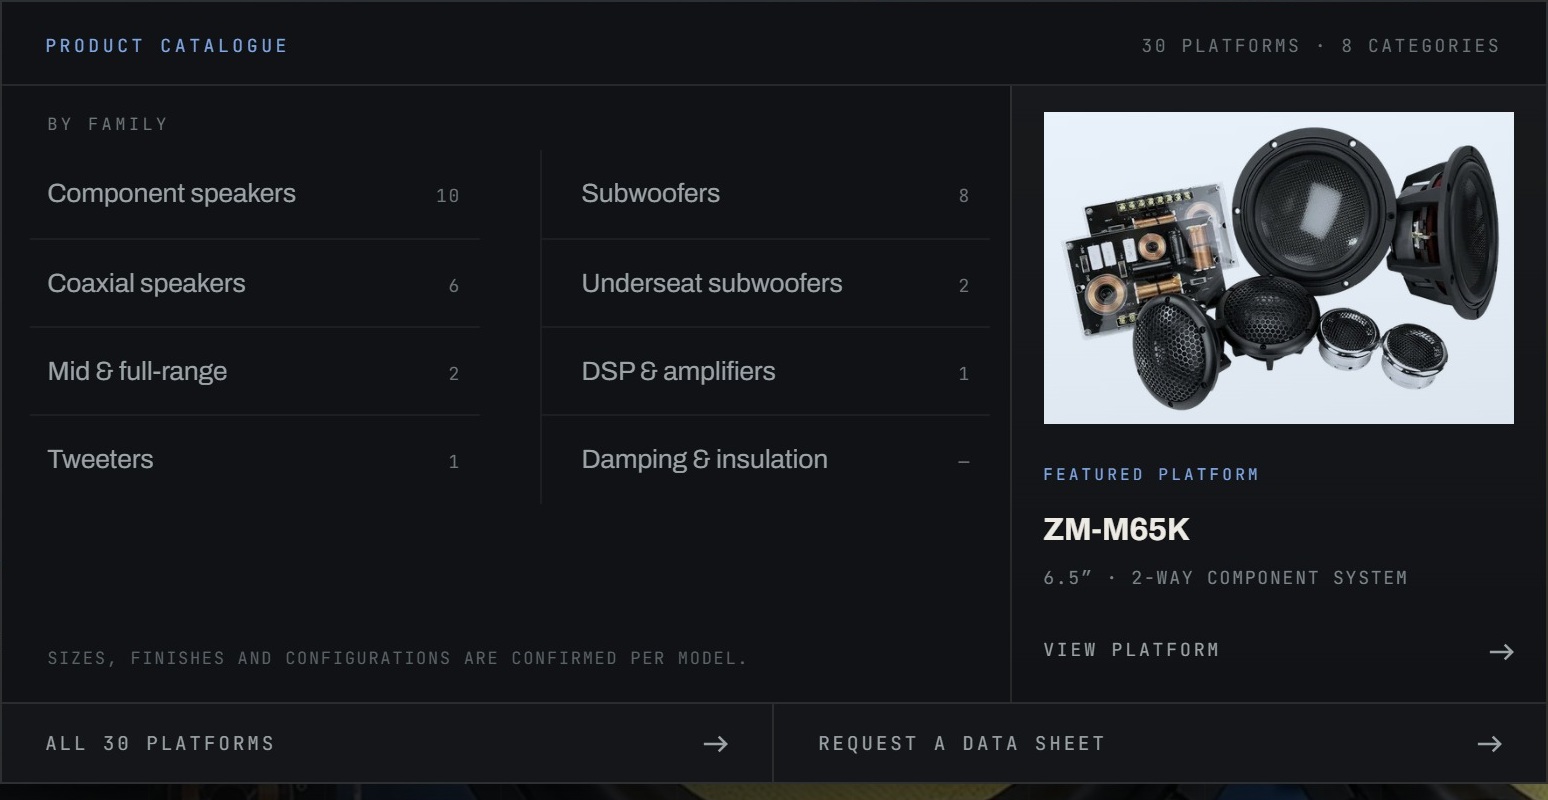 PRODUCT CATALOGUE
30 PLATFORMS · 8 CATEGORIES
BY FAMILY
Component speakers 10
Subwoofers 8
Coaxial speakers 6
Underseat subwoofers 2
Mid & full-range 2
DSP & amplifiers 1
Tweeters 1
Damping & insulation –
FEATURED PLATFORM
ZM-M65K
6.5″ · 2-WAY COMPONENT SYSTEM
VIEW PLATFORM →
SIZES, FINISHES AND CONFIGURATIONS ARE CONFIRMED PER MODEL.
ALL 30 PLATFORMS →
REQUEST A DATA SHEET →